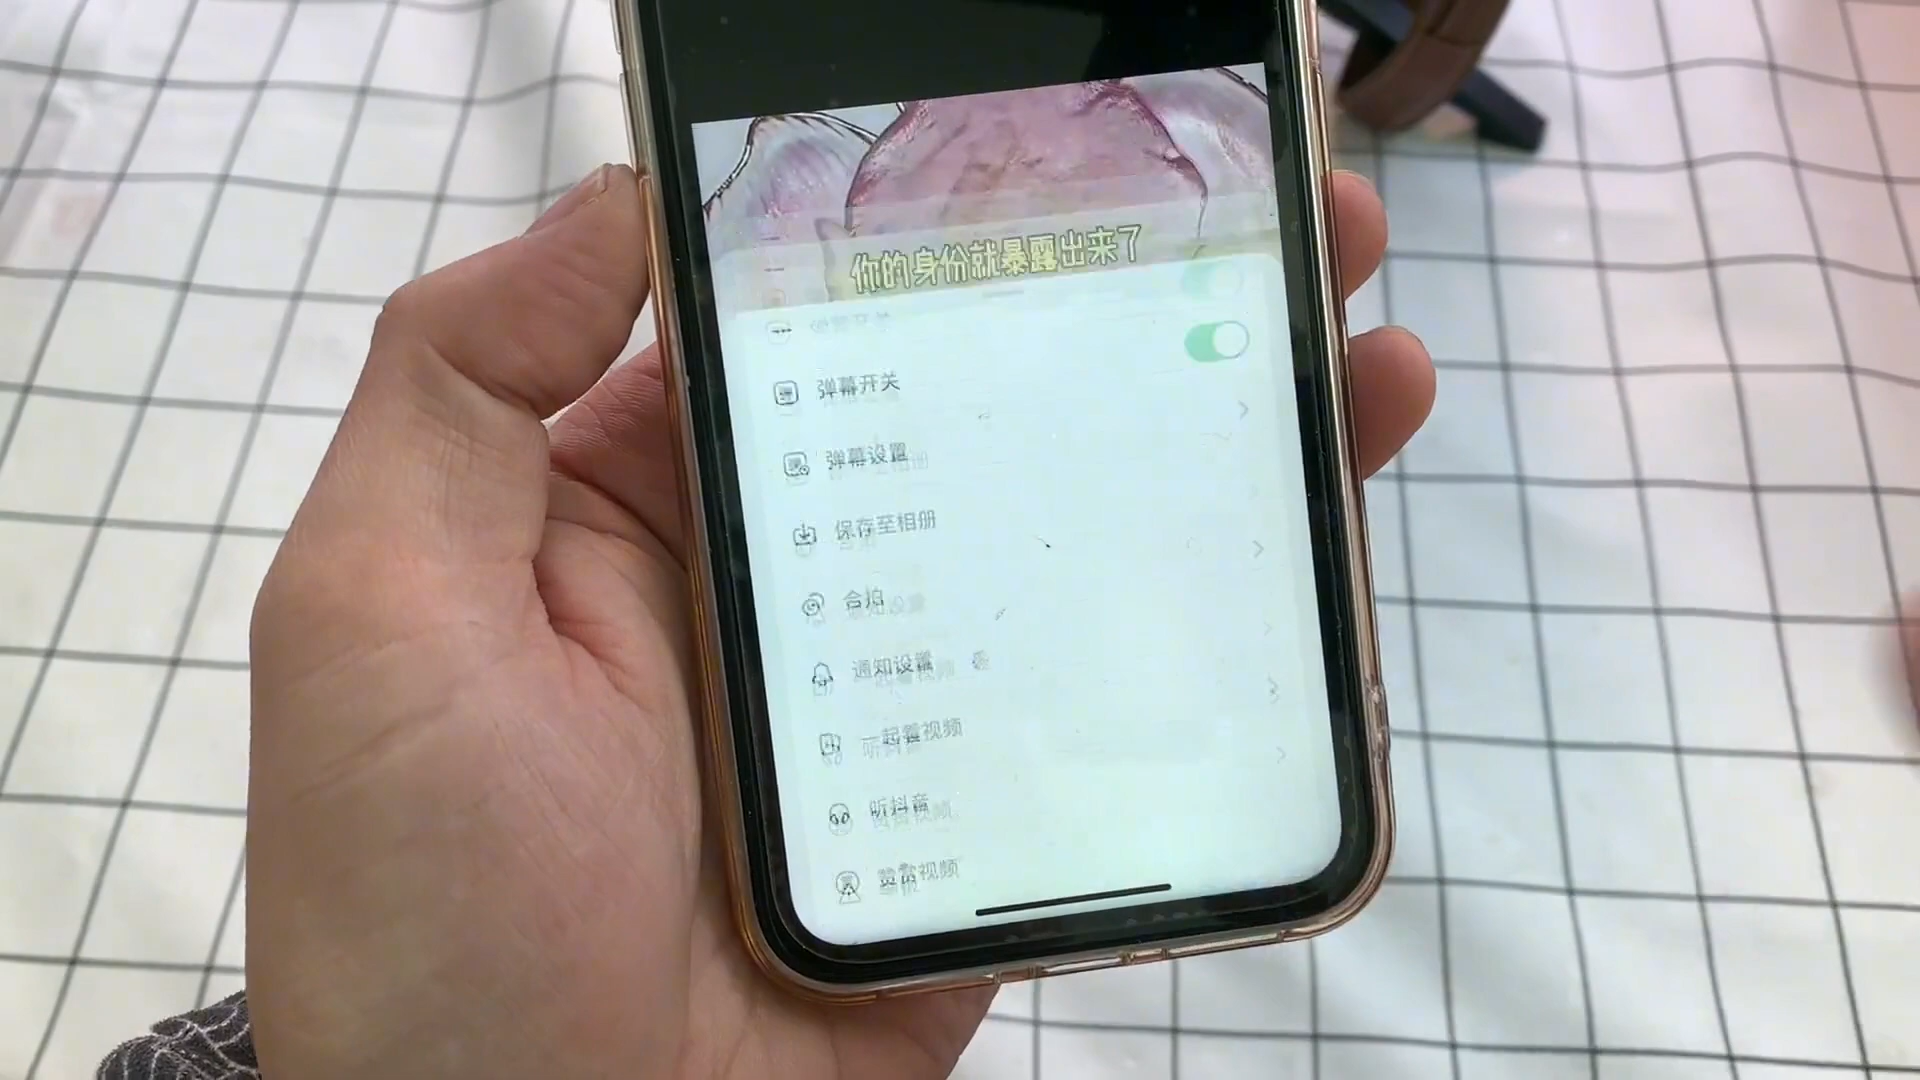 你的身份就暴露出来了
弹幕开关
弹幕设置
保存至相册
合拍
通知设置
一起看视频
听抖音
赞赏视频